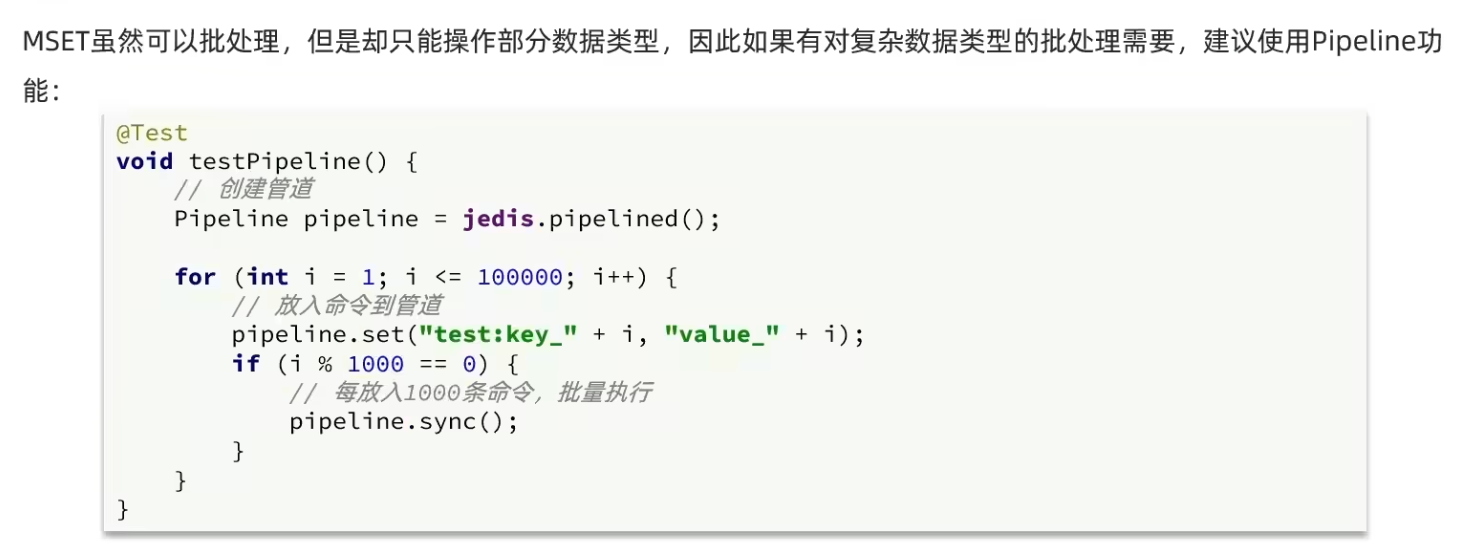 MSET虽然可以批处理，但是却只能操作部分数据类型，因此如果有对复杂数据类型的批处理需要，建议使用Pipeline功
能：
@Test
void testPipeline() {
    // 创建管道
    Pipeline pipeline = jedis.pipelined();

    for (int i = 1; i <= 100000; i++) {
        // 放入命令到管道
        pipeline.set("test:key_" + i, "value_" + i);
        if (i % 1000 == 0) {
            // 每放入1000条命令，批量执行
            pipeline.sync();
        }
    }
}